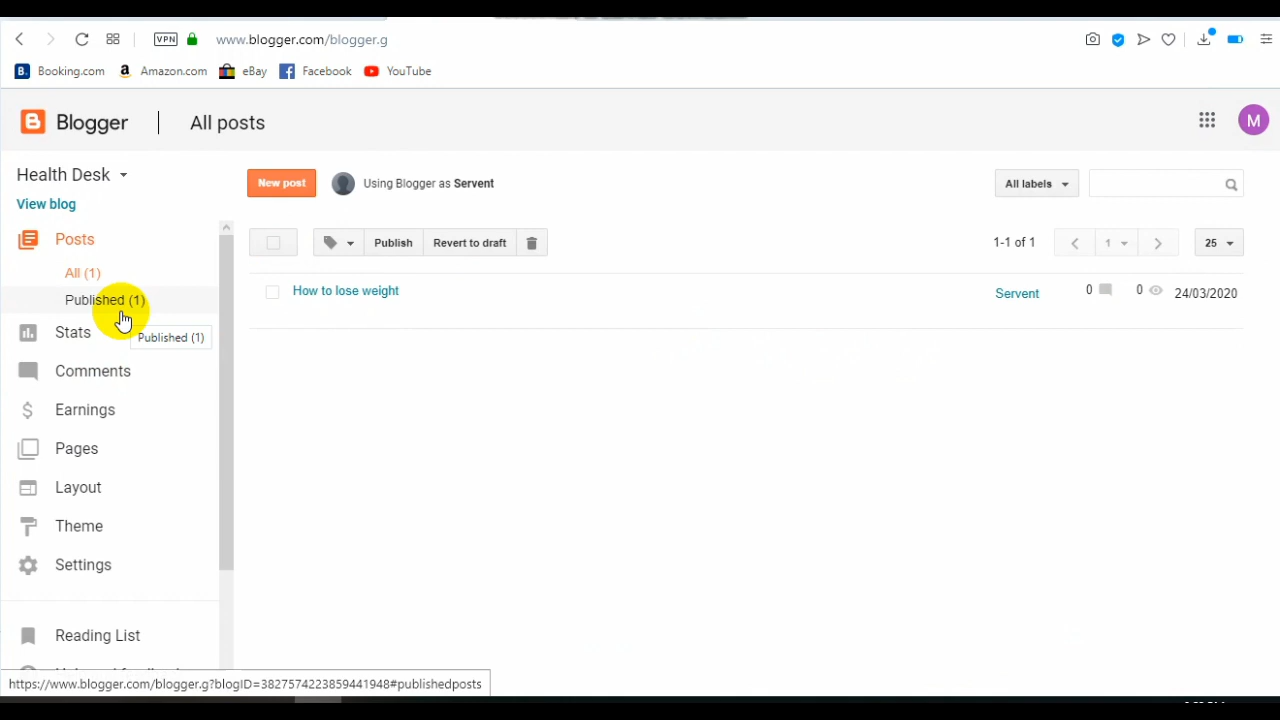 VPN www.blogger.com/blogger.g
B. Booking.com a Amazon.com eBay Facebook YouTube
Blogger | All posts M
Health Desk
View blog
New post Using Blogger as Servent All labels
Posts
All (1)
Published (1)
Published (1)
Stats
Comments
Earnings
Pages
Layout
Theme
Settings
Reading List
Publish Revert to draft 1-1 of 1 1 25
How to lose weight Servent 0 0 24/03/2020
https://www.blogger.com/blogger.g?blogID=3827574223859441948#publishedposts